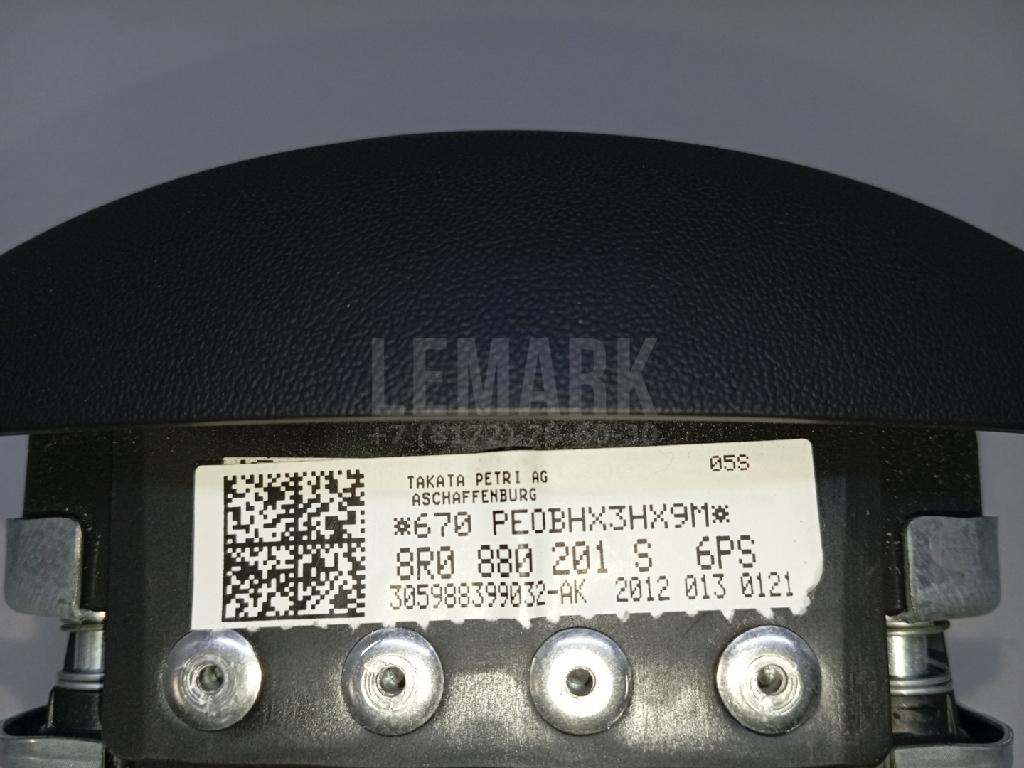 LEMARK
TAKATA PETRI AG
05S
ASCHAFFENBURG
*670 PE0BHX3HX9M*
8R0 880 201 S 6PS
305988399032-AK 2012 013 0121